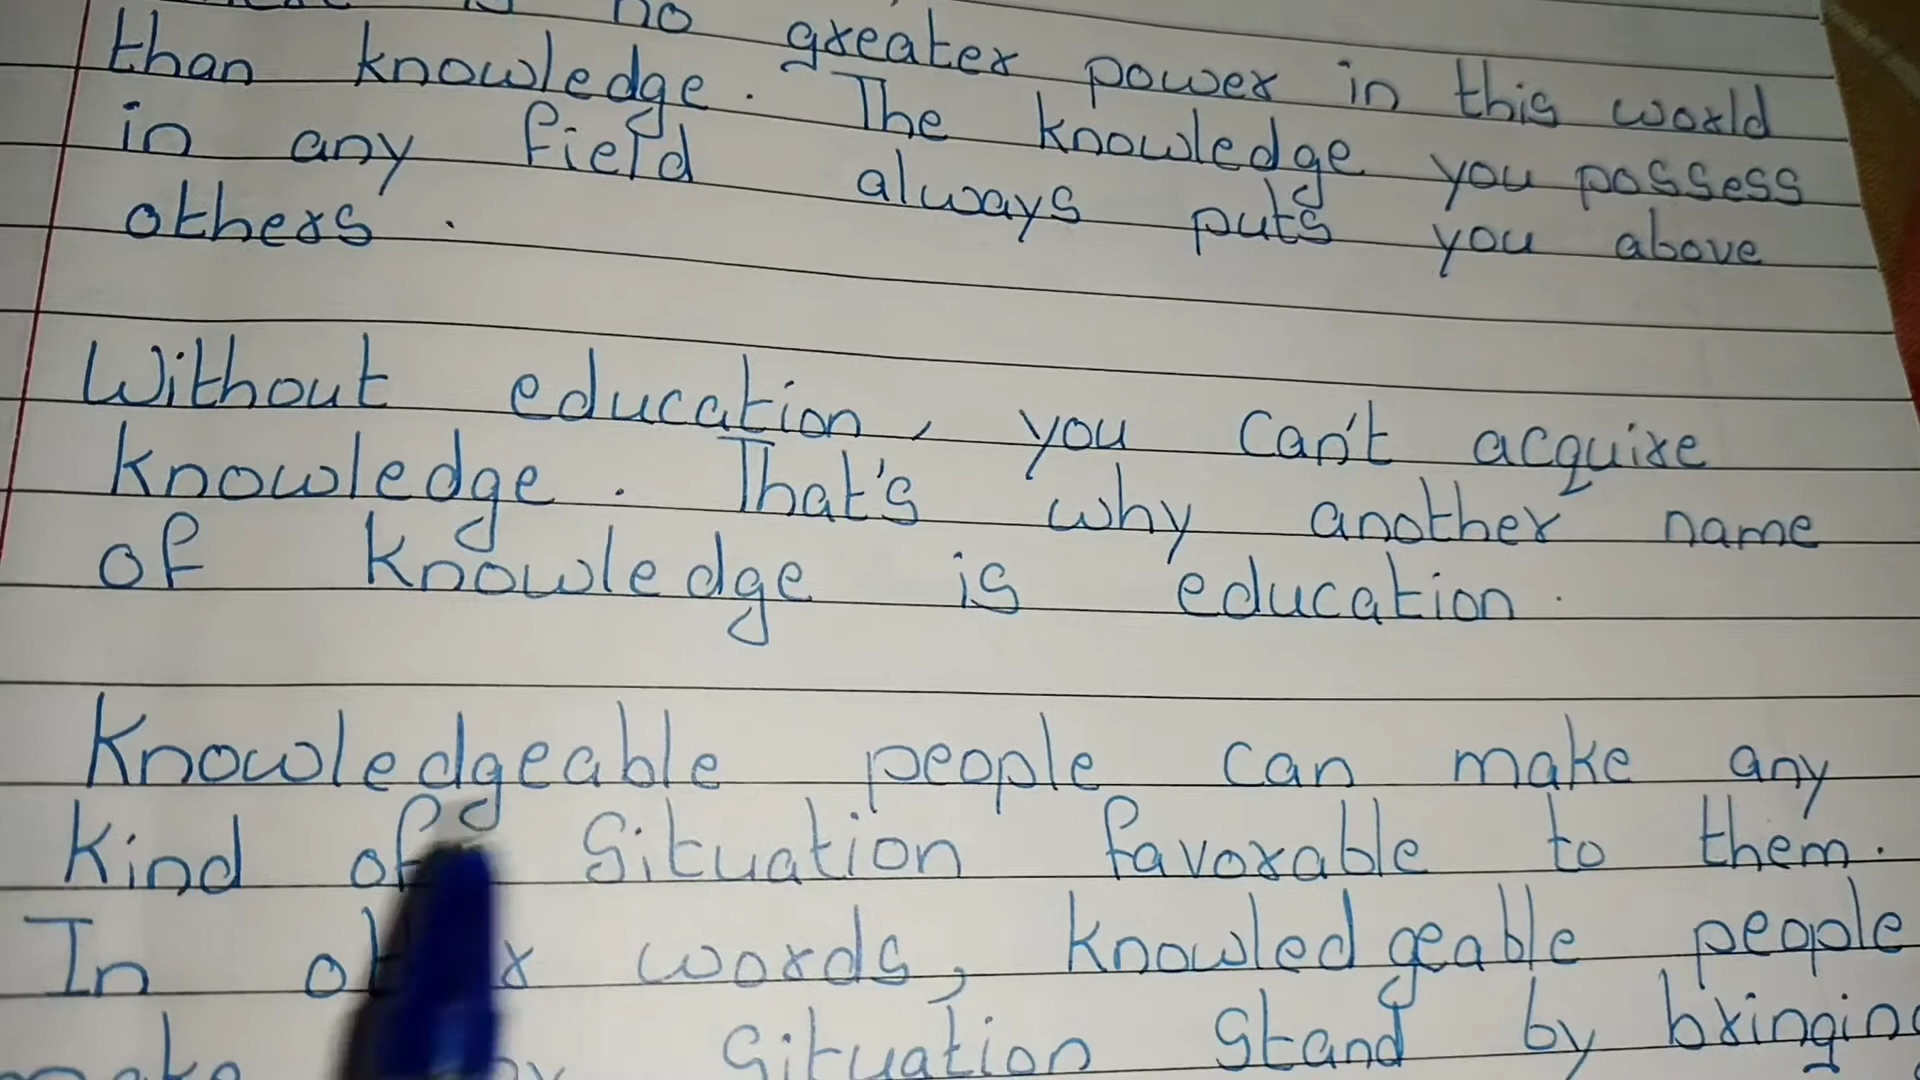 no greater power in this world
than knowledge. The knowledge you possess
in any field always puts you above
others.
Without education, you can't acquire
knowledge. That's why another name
of knowledge is education.
Knowledgeable people can make any
kind of situation favorable to them.
In words, knowledgeable people
situation stand by bringing